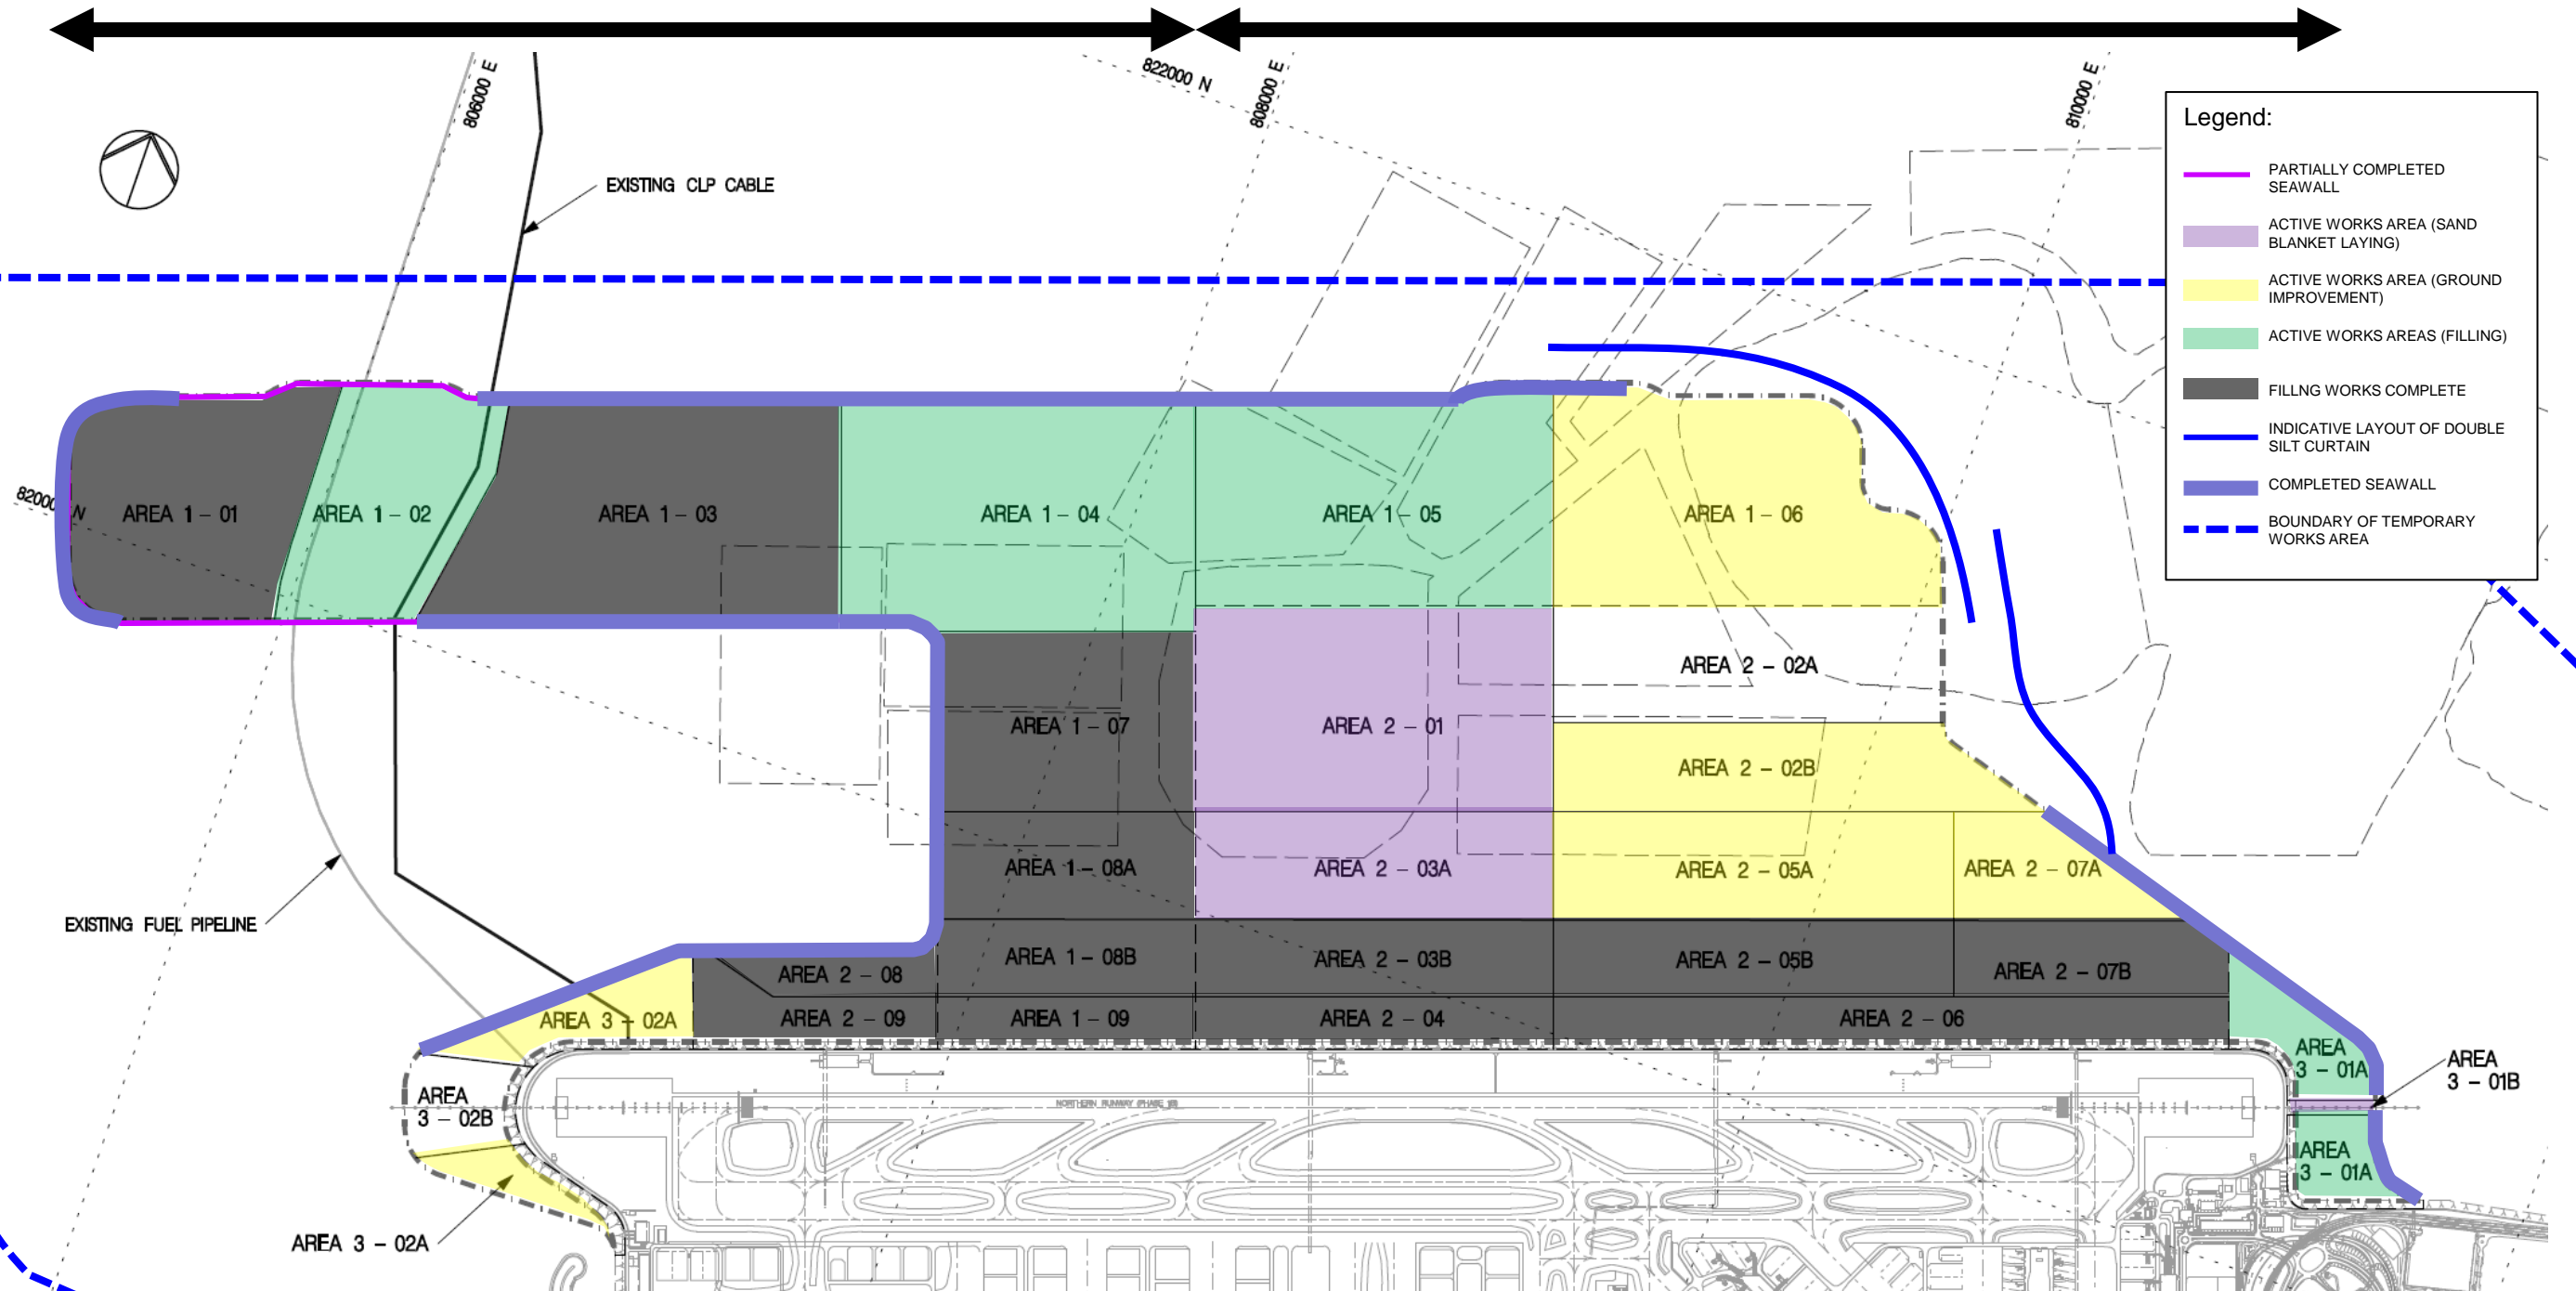 822000 N
806000 E
808000 E
810000 E
Legend:
PARTIALLY COMPLETED
SEAWALL
ACTIVE WORKS AREA (SAND
BLANKET LAYING)
ACTIVE WORKS AREA (GROUND
IMPROVEMENT)
ACTIVE WORKS AREAS (FILLING)
FILLNG WORKS COMPLETE
INDICATIVE LAYOUT OF DOUBLE
SILT CURTAIN
COMPLETED SEAWALL
BOUNDARY OF TEMPORARY
WORKS AREA
EXISTING CLP CABLE
82000 N
AREA 1 - 01
AREA 1 - 02
AREA 1 - 03
AREA 1 - 04
AREA 1 - 05
AREA 1 - 06
AREA 2 - 02A
AREA 1 - 07
AREA 2 - 01
AREA 2 - 02B
AREA 1 - 08A
AREA 2 - 03A
AREA 2 - 05A
AREA 2 - 07A
EXISTING FUEL PIPELINE
AREA 2 - 08
AREA 1 - 08B
AREA 2 - 03B
AREA 2 - 05B
AREA 2 - 07B
AREA 3 - 02A
AREA 2 - 09
AREA 1 - 09
AREA 2 - 04
AREA 2 - 06
AREA
3 - 01A
AREA
3 - 01B
AREA
3 - 02B
NORTHERN RUNWAY (PHASE 1B)
AREA
3 - 01A
AREA 3 - 02A